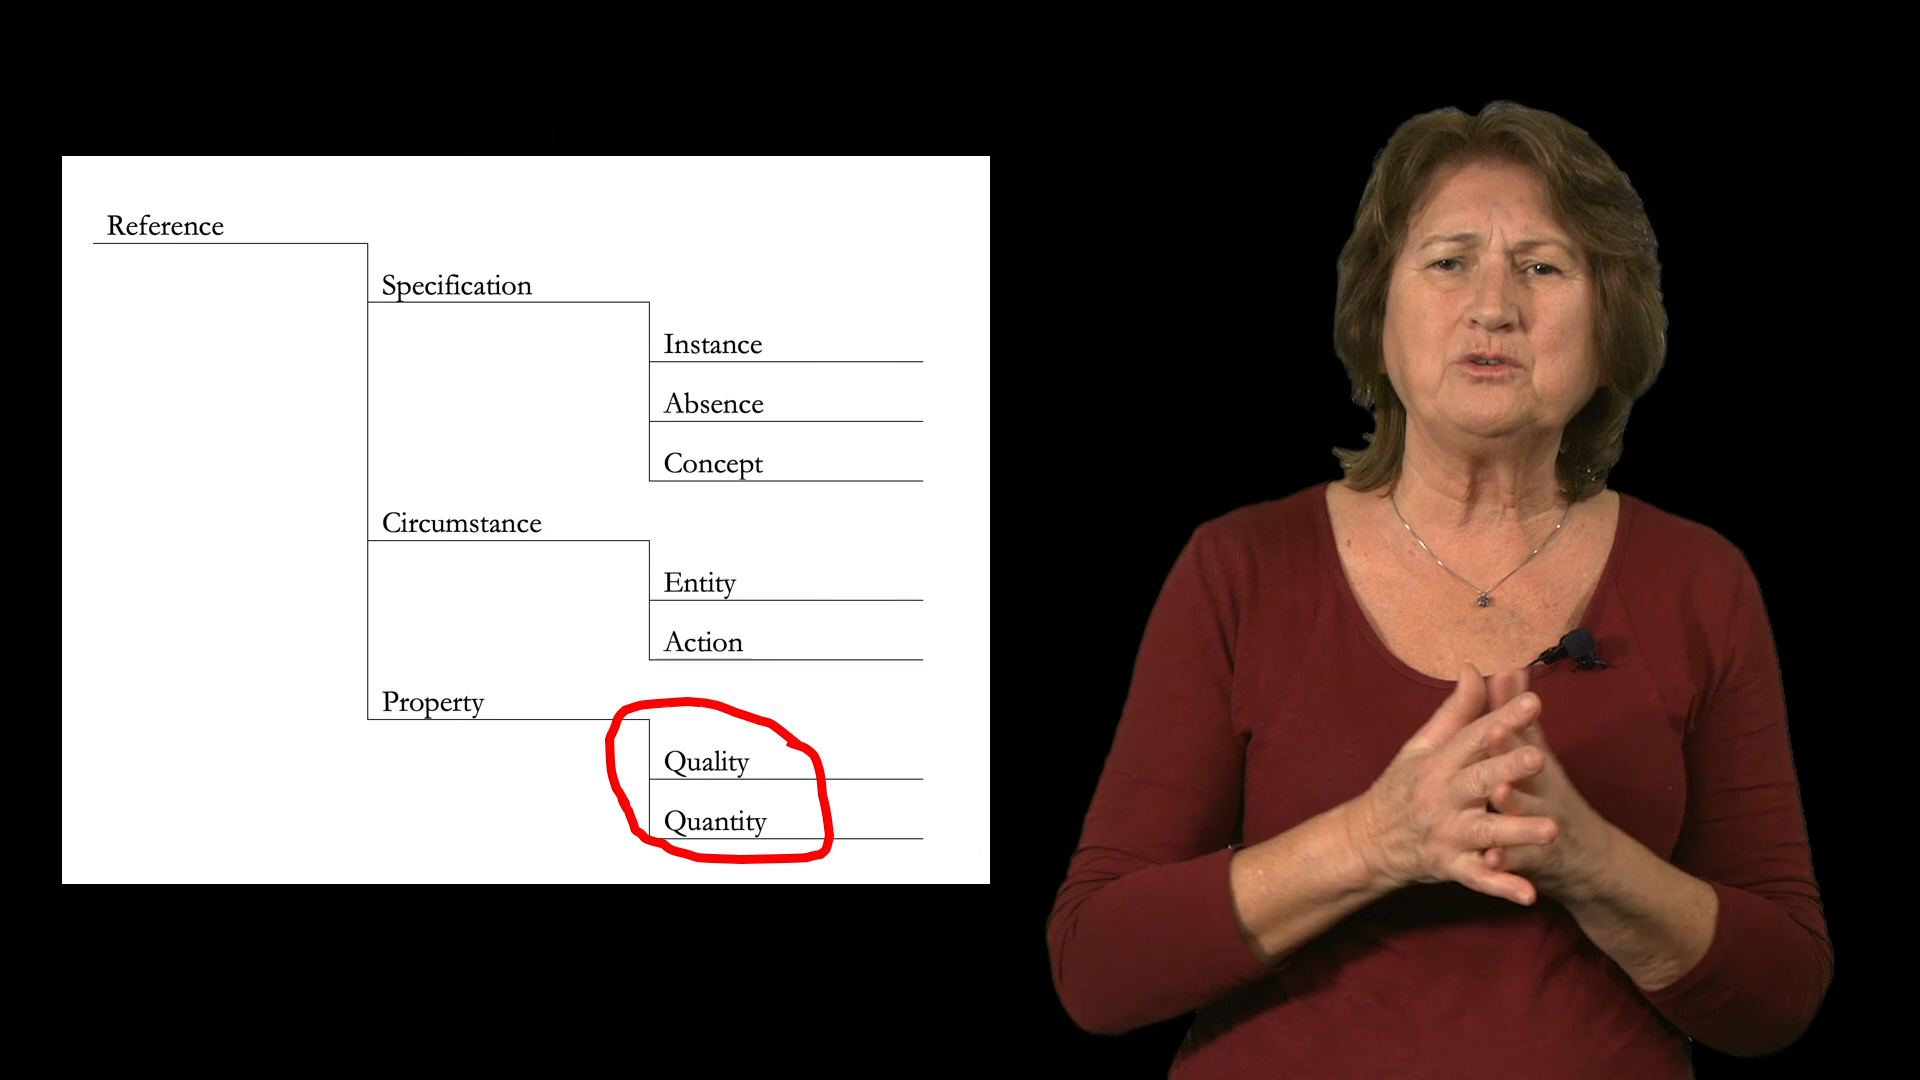 Reference
Specification
Instance
Absence
Concept
Circumstance
Entity
Action
Property
Quality
Quantity